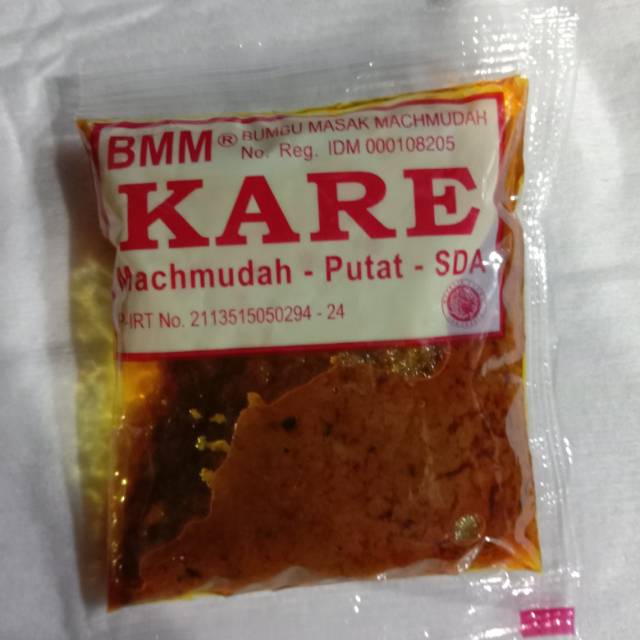 BMM® BUMBU MASAK MACHMUDAH
No. Reg. IDM 000108205
KARE
Machmudah - Putat - SDA
P-IRT No. 2113515050294 - 24